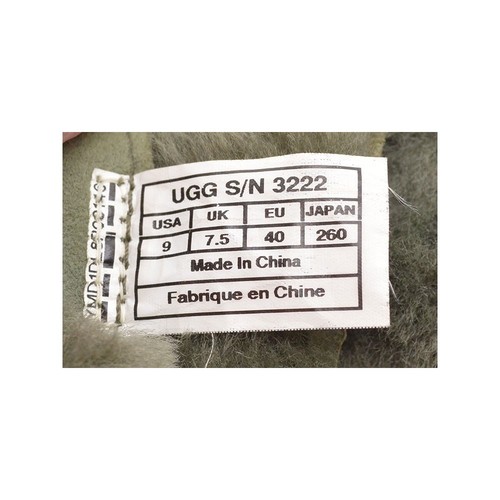 UGG S/N 3222
USA UK EU JAPAN
9 7.5 40 260
Made In China
Fabrique en Chine